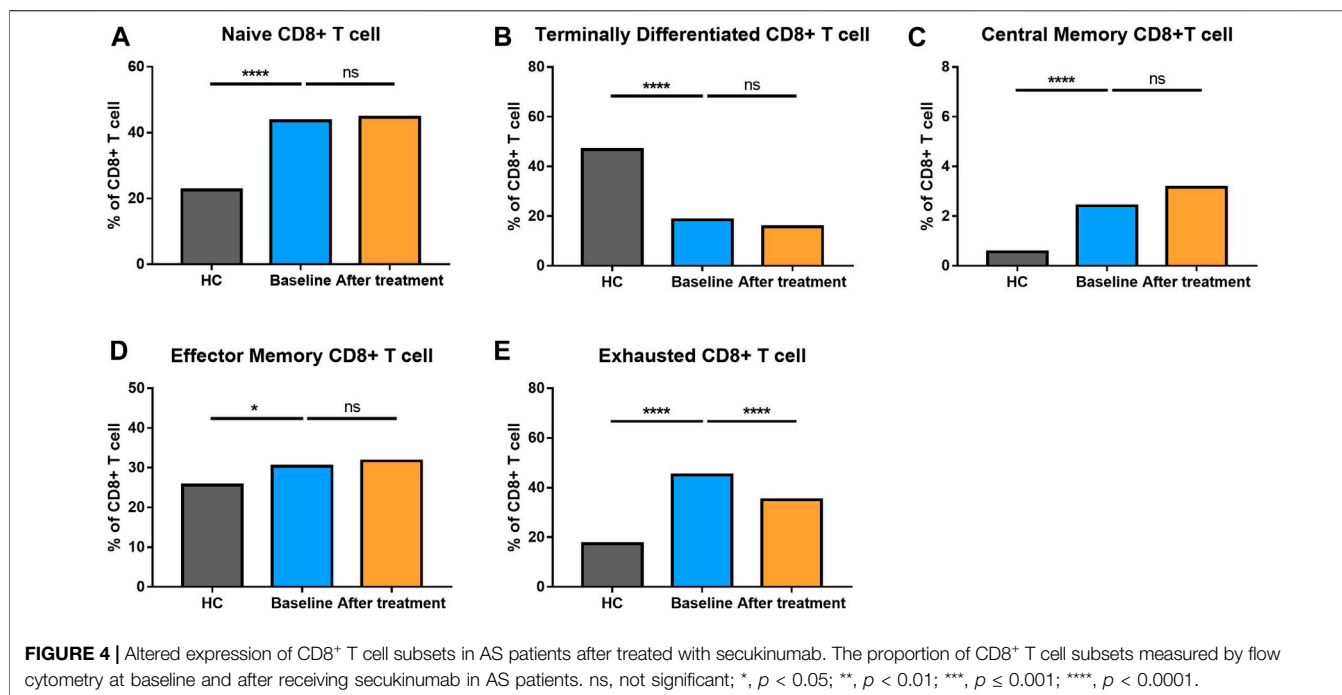 A
Naive CD8+ T cell
% of CD8+ T cell
60
40
20
0
****
ns
HC
Baseline
After treatment
B
Terminally Differentiated CD8+ T cell
% of CD8+ T cell
80
60
40
20
0
****
ns
HC
Baseline
After treatment
C
Central Memory CD8+T cell
% of CD8+ T cell
8
6
4
2
0
****
ns
HC
Baseline
After treatment
D
Effector Memory CD8+ T cell
% of CD8+ T cell
50
40
30
20
10
0
*
ns
HC
Baseline
After treatment
E
Exhausted CD8+ T cell
% of CD8+ T cell
80
60
40
20
0
****
****
HC
Baseline
After treatment
FIGURE 4 | Altered expression of CD8⁺ T cell subsets in AS patients after treated with secukinumab. The proportion of CD8⁺ T cell subsets measured by flow
cytometry at baseline and after receiving secukinumab in AS patients. ns, not significant; *, p < 0.05; **, p < 0.01; ***, p ≤ 0.001; ****, p < 0.0001.